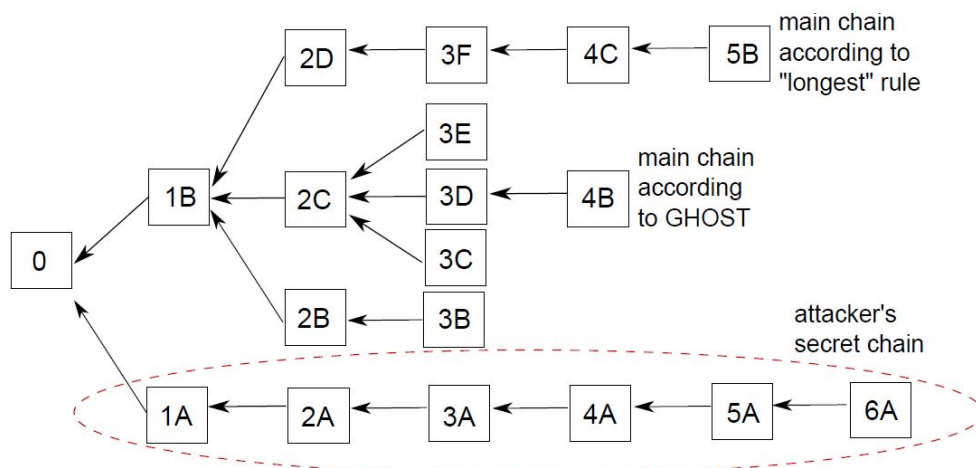 2D
3F
4C
5B
main chain
according to
"longest" rule
3E
1B
2C
3D
4B
main chain
according
to GHOST
0
3C
2B
3B
attacker's
secret chain
1A
2A
3A
4A
5A
6A